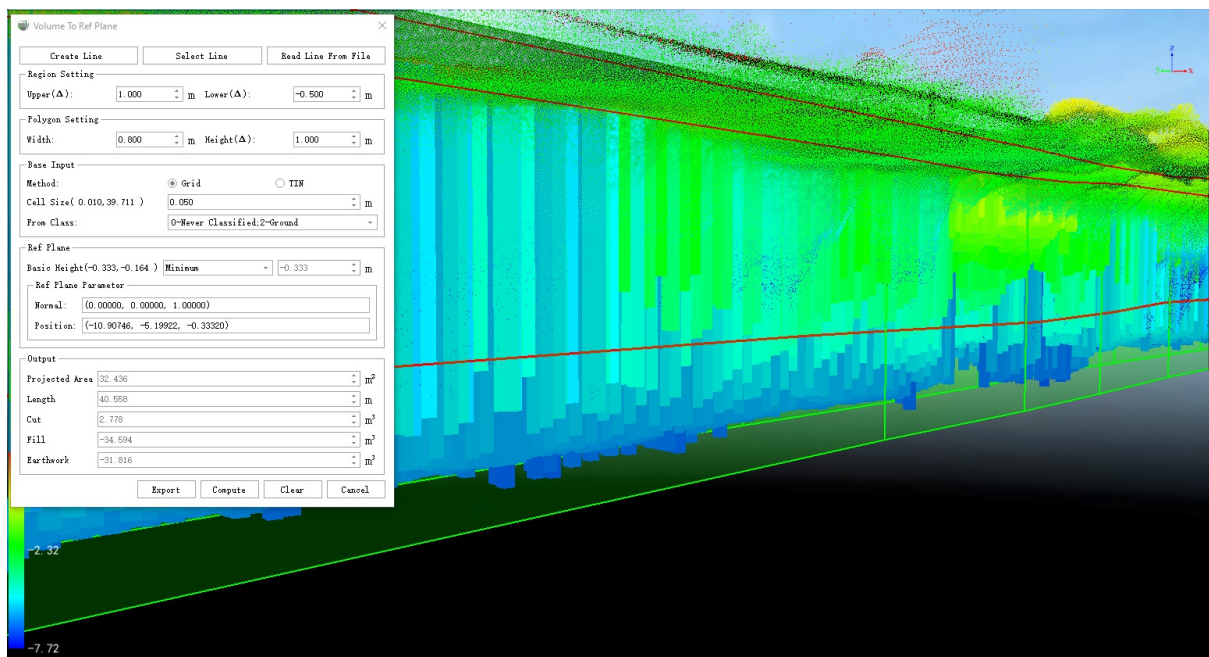 Volume To Ref Plane
Create Line Select Line Read Line From File
Region Setting
Upper(Δ): 1.000 m Lower(Δ): -0.500 m
Polygon Setting
Width: 0.800 m Height(Δ): 1.000 m
Base Input
Method: Grid TIN
Cell Size( 0.010,39.711 ) 0.050 m
From Class: 0-Never Classified;2-Ground
Ref Plane
Basic Height(-0.333,-0.164 ) Minimum -0.333 m
Ref Plane Parameter
Normal: (0.00000, 0.00000, 1.00000)
Position: (-10.90746, -5.19922, -0.33320)
Output
Projected Area 32.436 m²
Length 40.558 m
Cut 2.778 m³
Fill -34.594 m³
Earthwork -31.816 m³
Export Compute Clear Cancel
-2.32
-7.72
z
y x